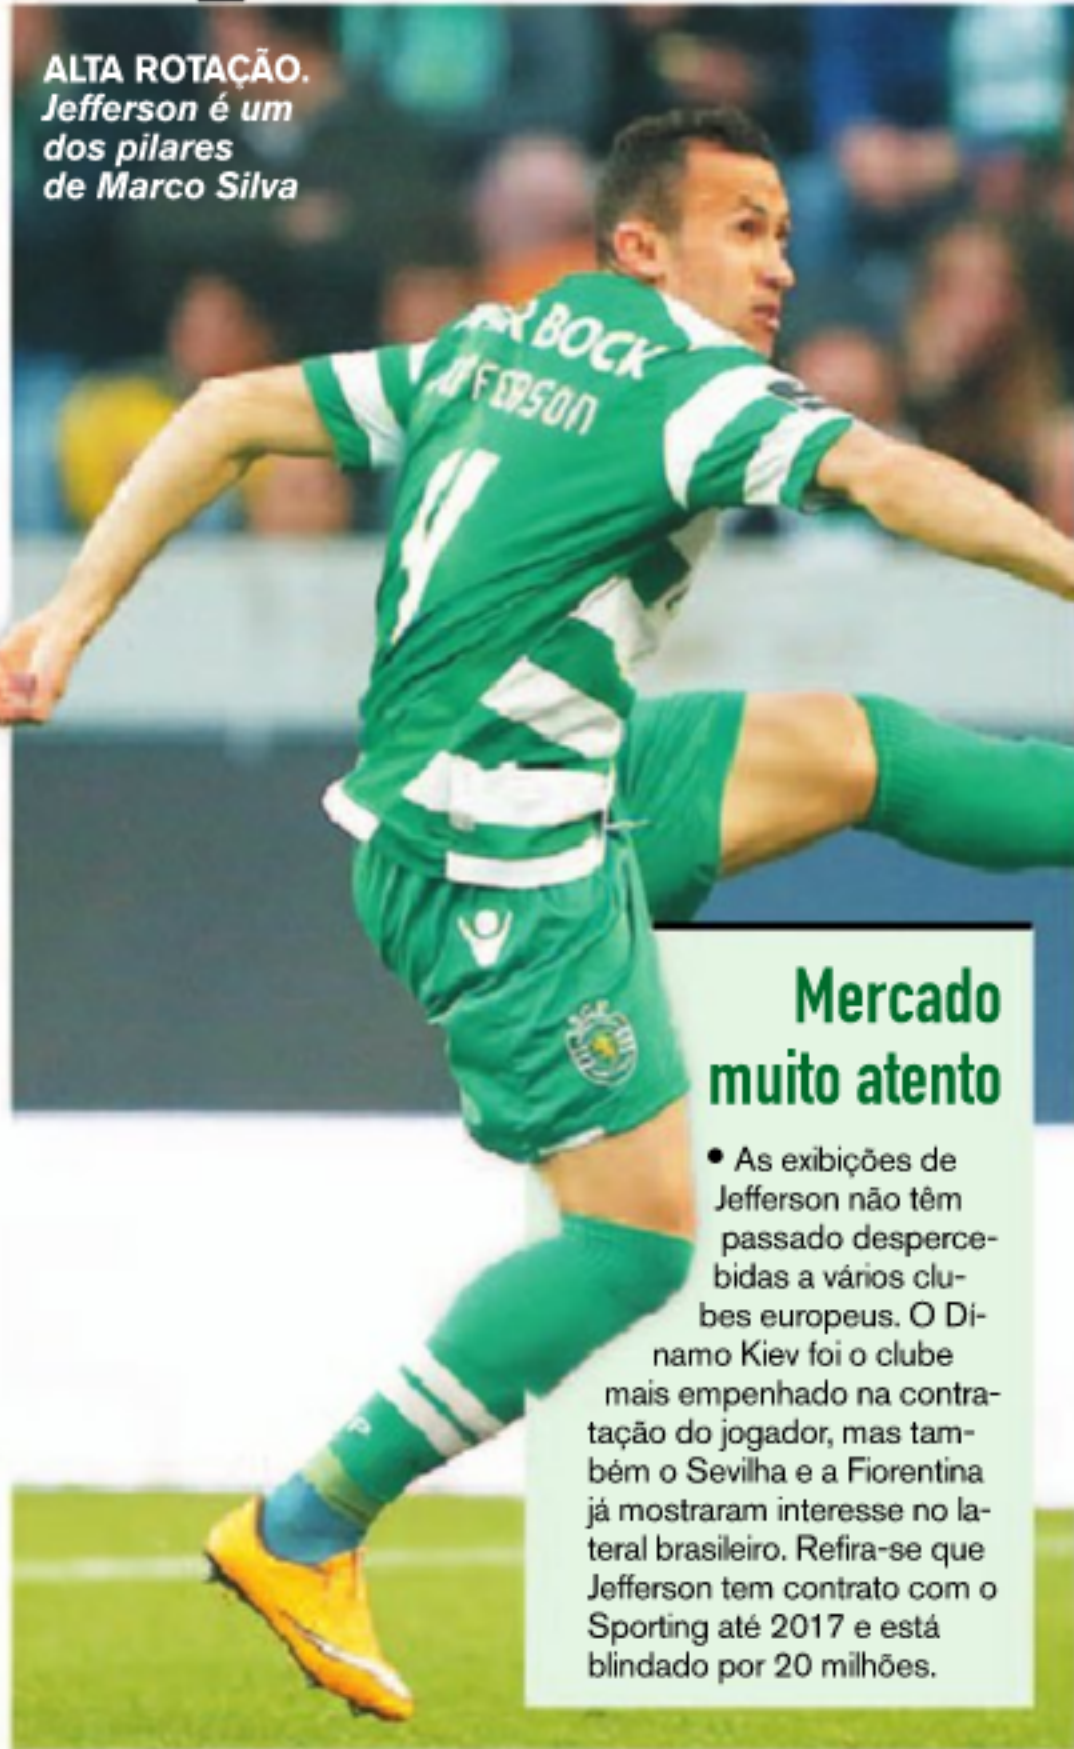 ALTA ROTAÇÃO.
Jefferson é um
dos pilares
de Marco Silva
BOCK
4
Mercado
muito atento
• As exibições de
Jefferson não têm
passado desperce-
bidas a vários clu-
bes europeus. O Dí-
namo Kiev foi o clube
mais empenhado na contra-
tação do jogador, mas tam-
bém o Sevilha e a Fiorentina
já mostraram interesse no la-
teral brasileiro. Refira-se que
Jefferson tem contrato com o
Sporting até 2017 e está
blindado por 20 milhões.